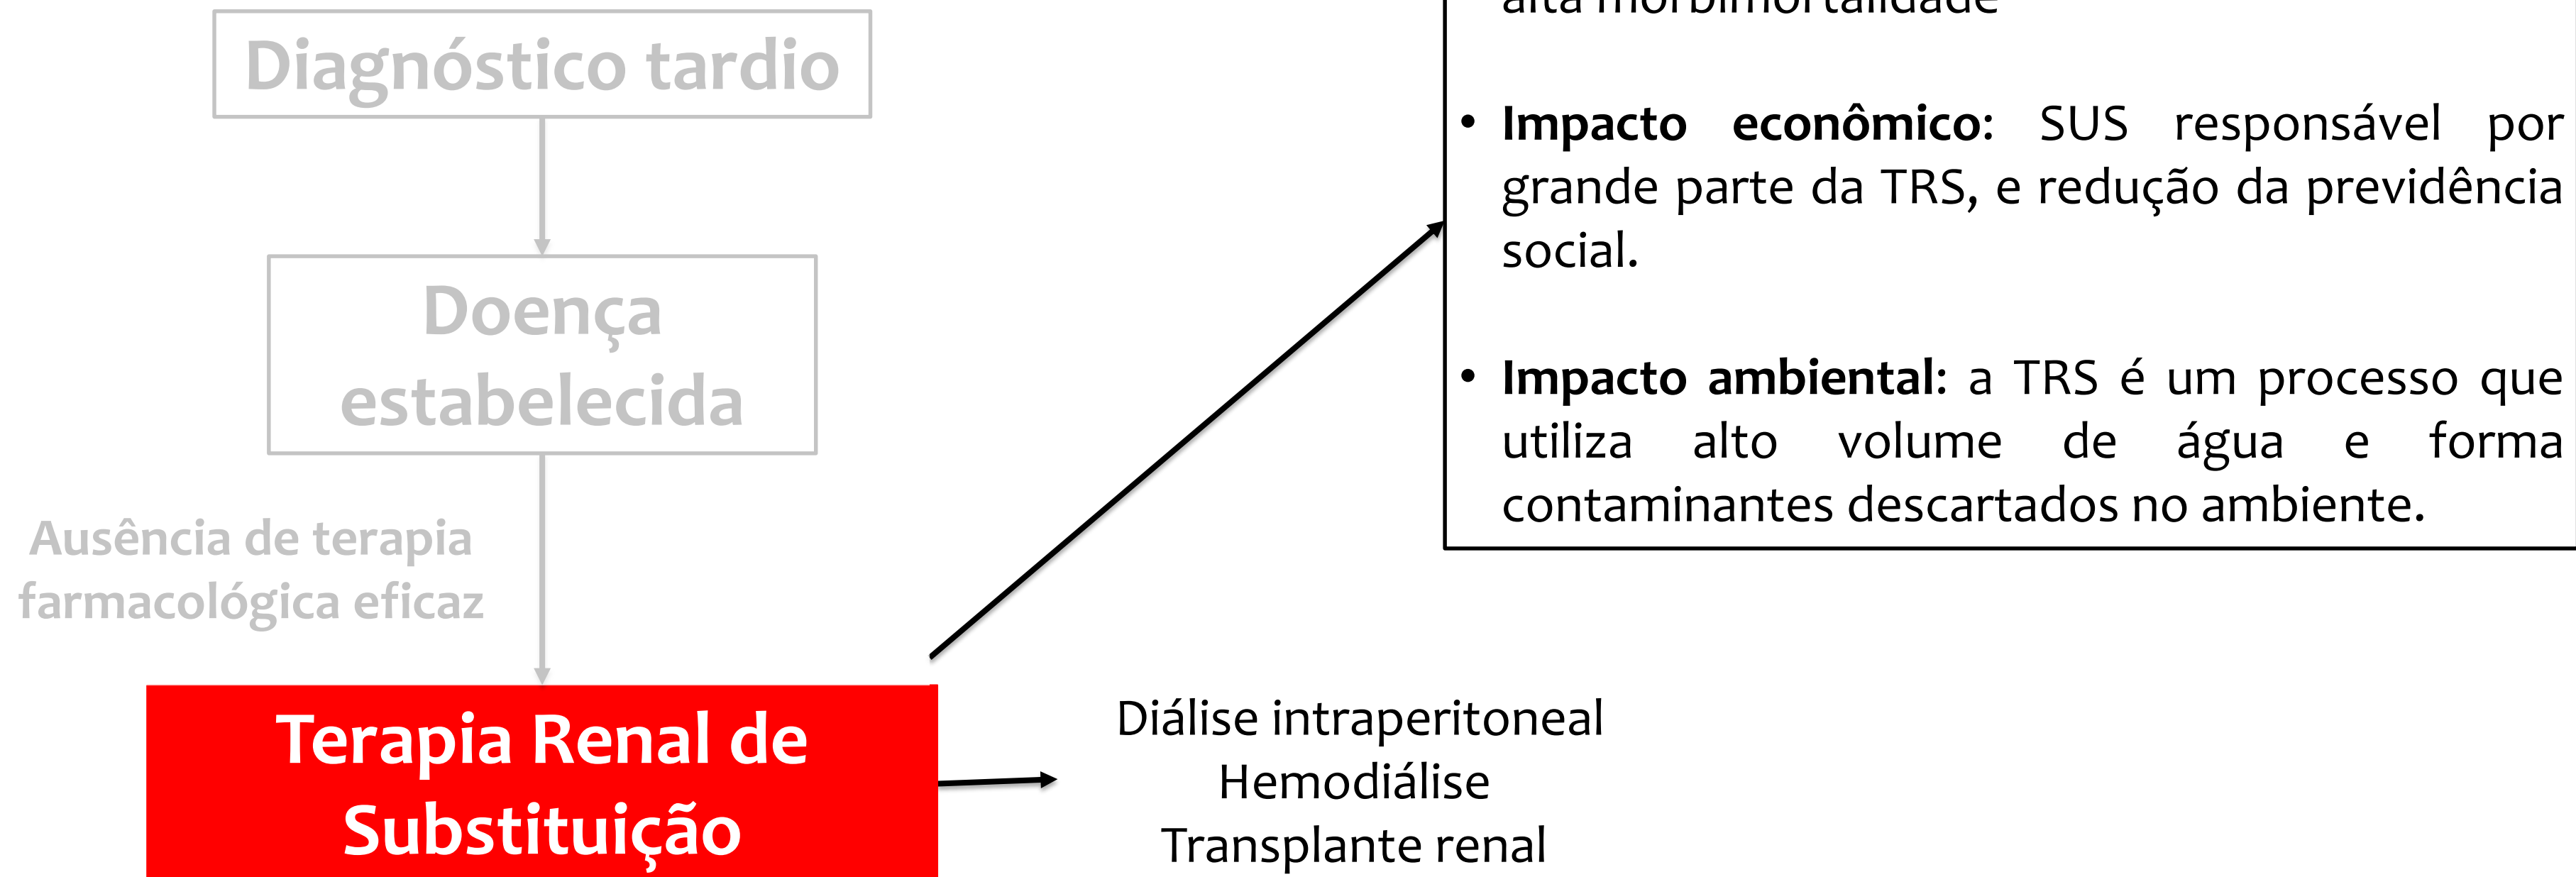 Diagnóstico tardio
Doença
estabelecida
Ausência de terapia
farmacológica eficaz
Terapia Renal de
Substituição
alta morbimortalidade
• Impacto econômico: SUS responsável por
grande parte da TRS, e redução da previdência
social.
• Impacto ambiental: a TRS é um processo que
utiliza alto volume de água e forma
contaminantes descartados no ambiente.
Diálise intraperitoneal
Hemodiálise
Transplante renal